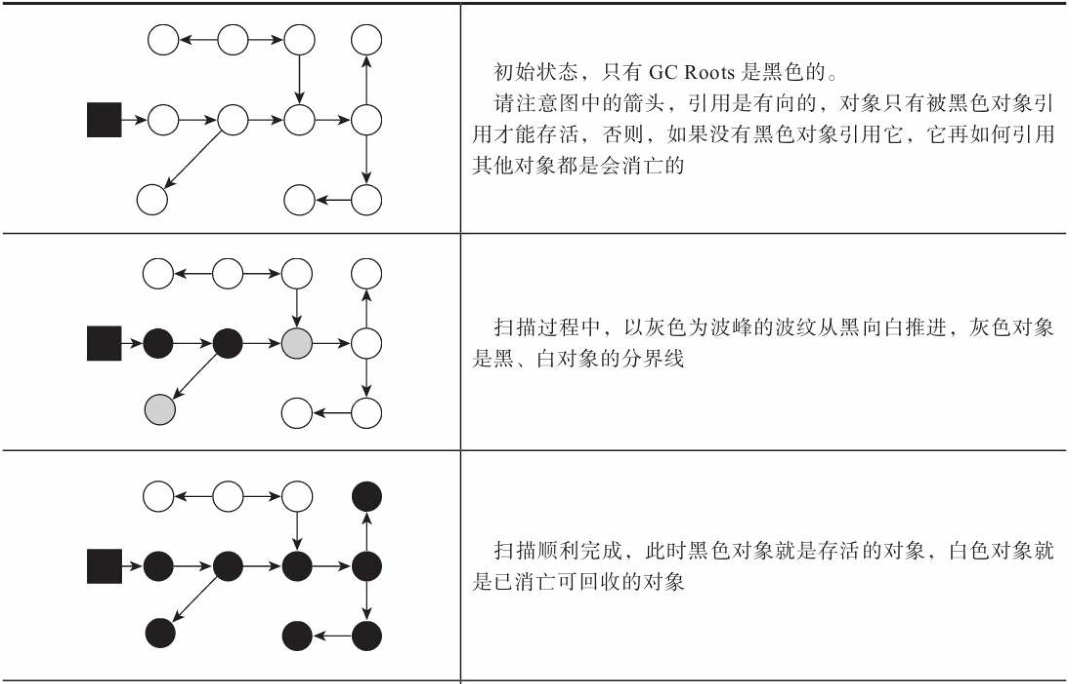 初始状态，只有 GC Roots 是黑色的。
请注意图中的箭头，引用是有向的，对象只有被黑色对象引
用才能存活，否则，如果没有黑色对象引用它，它再如何引用
其他对象都是会消亡的
扫描过程中，以灰色为波峰的波纹从黑向白推进，灰色对象
是黑、白对象的分界线
扫描顺利完成，此时黑色对象就是存活的对象，白色对象就
是已消亡可回收的对象